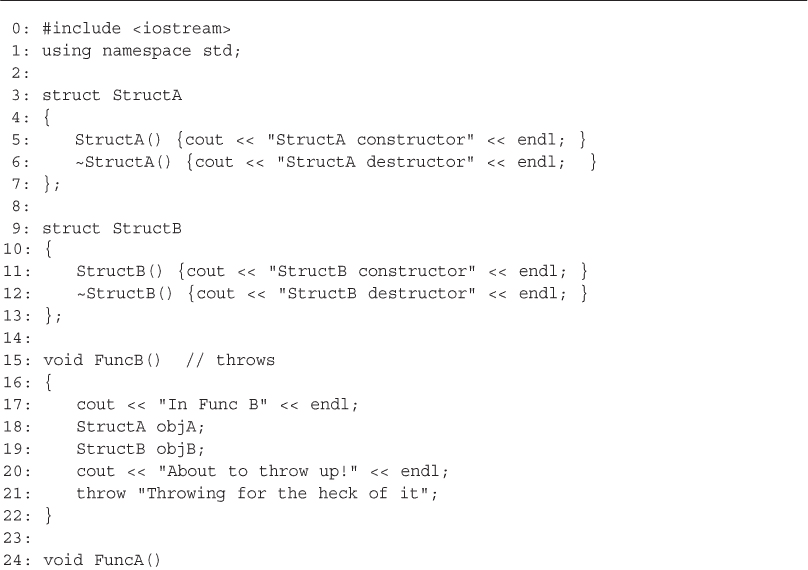 0: #include <iostream>
1: using namespace std;
2:
3: struct StructA
4: {
5:    StructA() {cout << "StructA constructor" << endl; }
6:    ~StructA() {cout << "StructA destructor" << endl;  }
7: };
8:
9: struct StructB
10: {
11:    StructB() {cout << "StructB constructor" << endl; }
12:    ~StructB() {cout << "StructB destructor" << endl; }
13: };
14:
15: void FuncB()  // throws
16: {
17:    cout << "In Func B" << endl;
18:    StructA objA;
19:    StructB objB;
20:    cout << "About to throw up!" << endl;
21:    throw "Throwing for the heck of it";
22: }
23:
24: void FuncA()